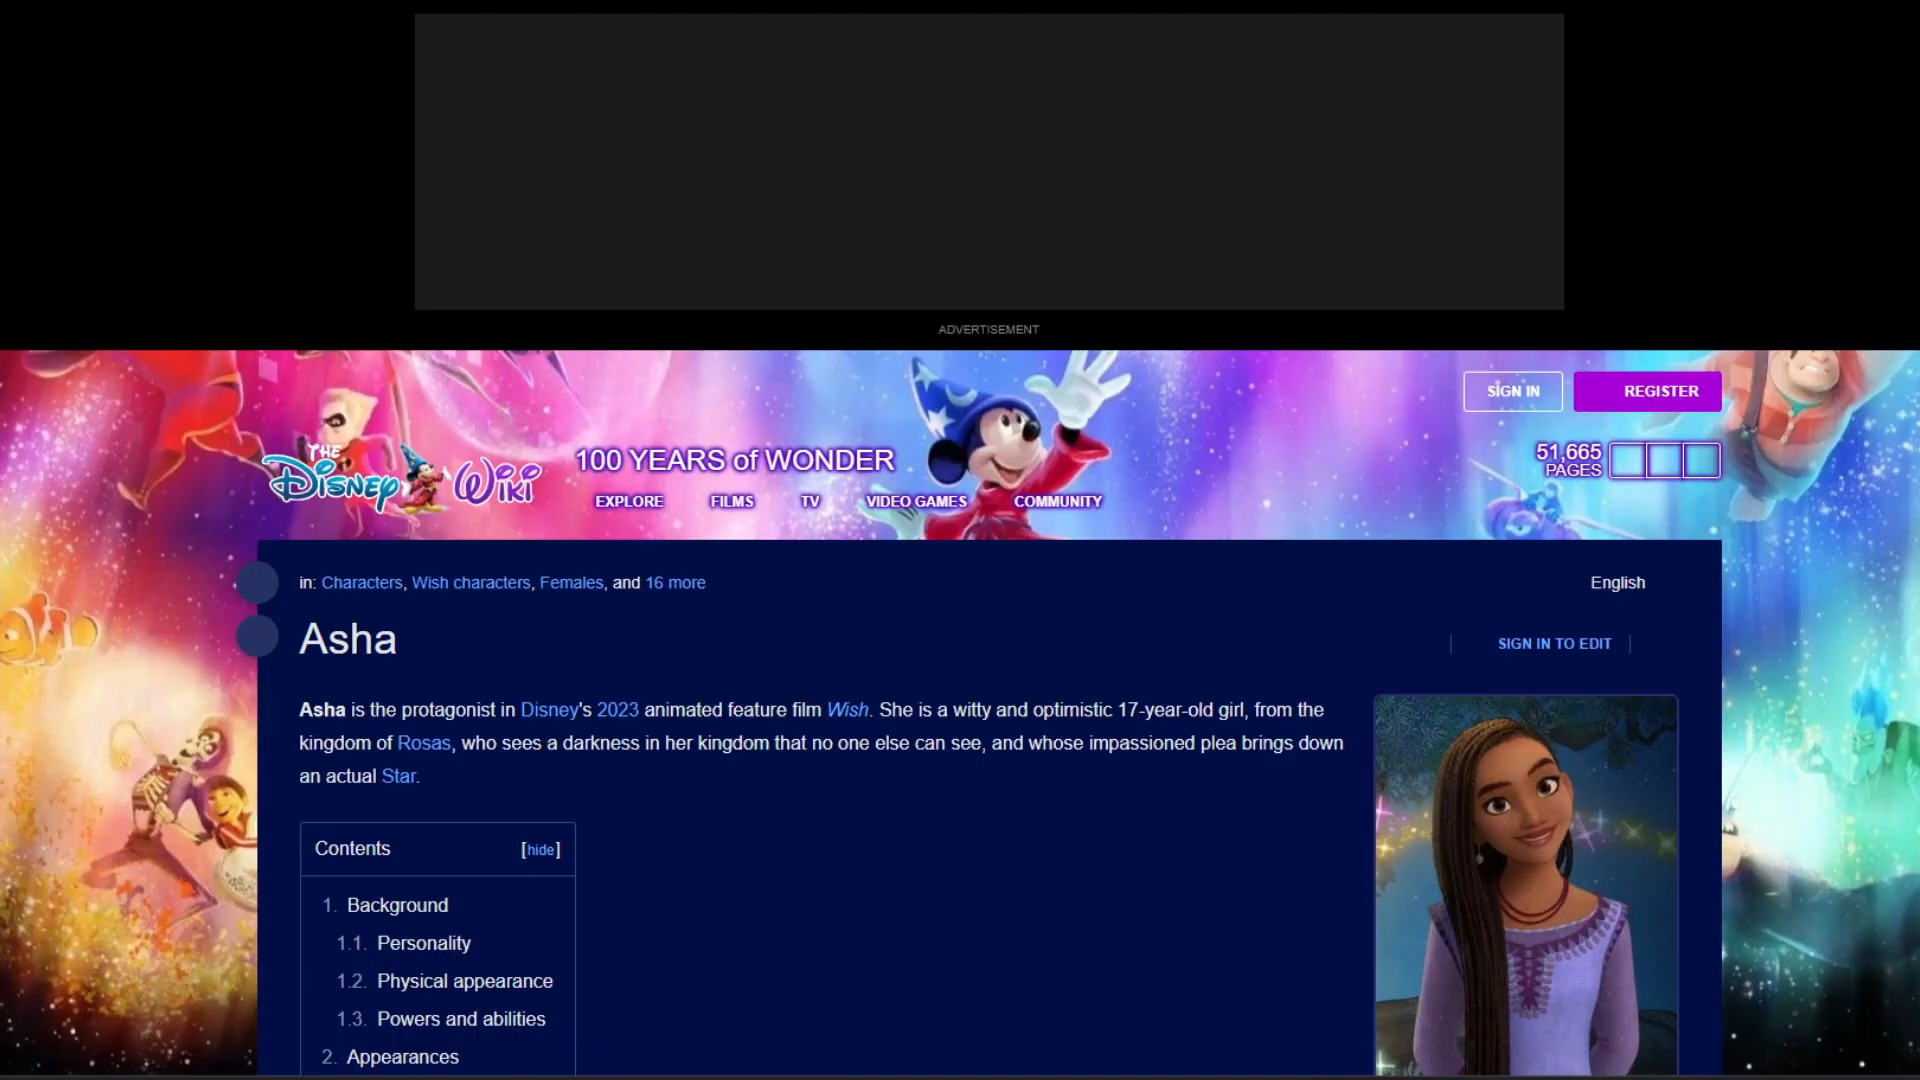 ADVERTISEMENT
SIGN IN
REGISTER
THE
DISNEY WIKI
100 YEARS of WONDER
51,665
PAGES
EXPLORE FILMS TV VIDEO GAMES COMMUNITY
in: Characters, Wish characters, Females, and 16 more
English
Asha
SIGN IN TO EDIT
Asha is the protagonist in Disney's 2023 animated feature film Wish. She is a witty and optimistic 17-year-old girl, from the
kingdom of Rosas, who sees a darkness in her kingdom that no one else can see, and whose impassioned plea brings down
an actual Star.
Contents [hide]
1. Background
1.1. Personality
1.2. Physical appearance
1.3. Powers and abilities
2. Appearances